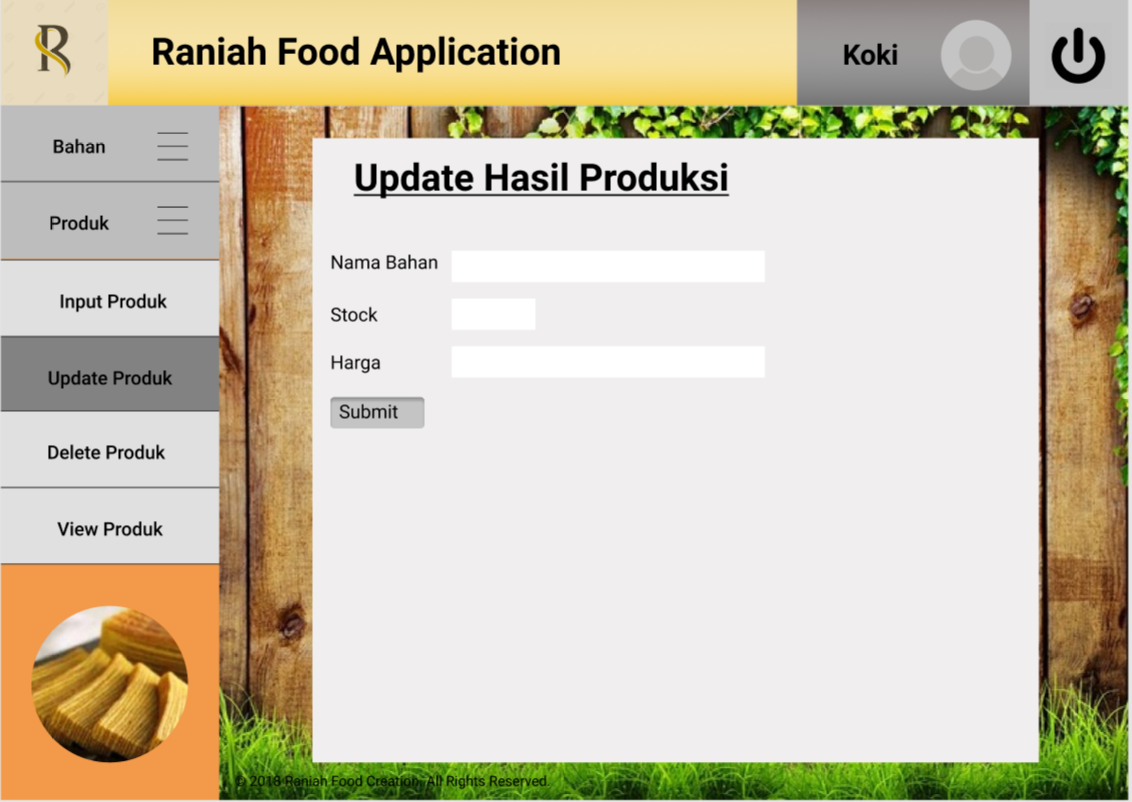 R
Raniah Food Application
Koki
Bahan
Produk
Input Produk
Update Produk
Delete Produk
View Produk
Update Hasil Produksi
Nama Bahan
Stock
Harga
Submit
© 2018 Raniah Food Creation. All Rights Reserved.